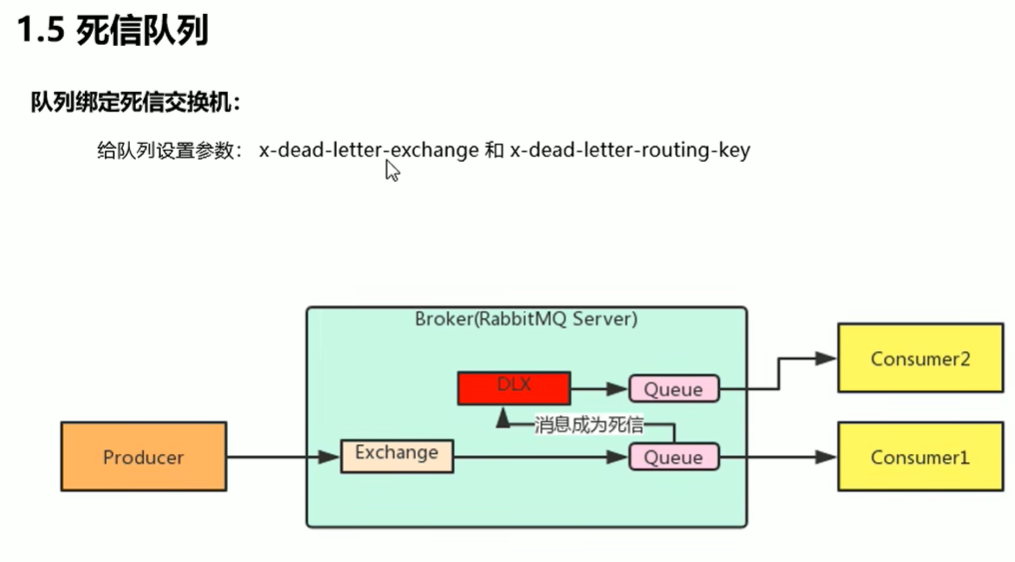 1.5 死信队列
队列绑定死信交换机：
给队列设置参数： x-dead-letter-exchange 和 x-dead-letter-routing-key
Broker(RabbitMQ Server)
Consumer2
DLX
Queue
消息成为死信
Producer
Exchange
Queue
Consumer1